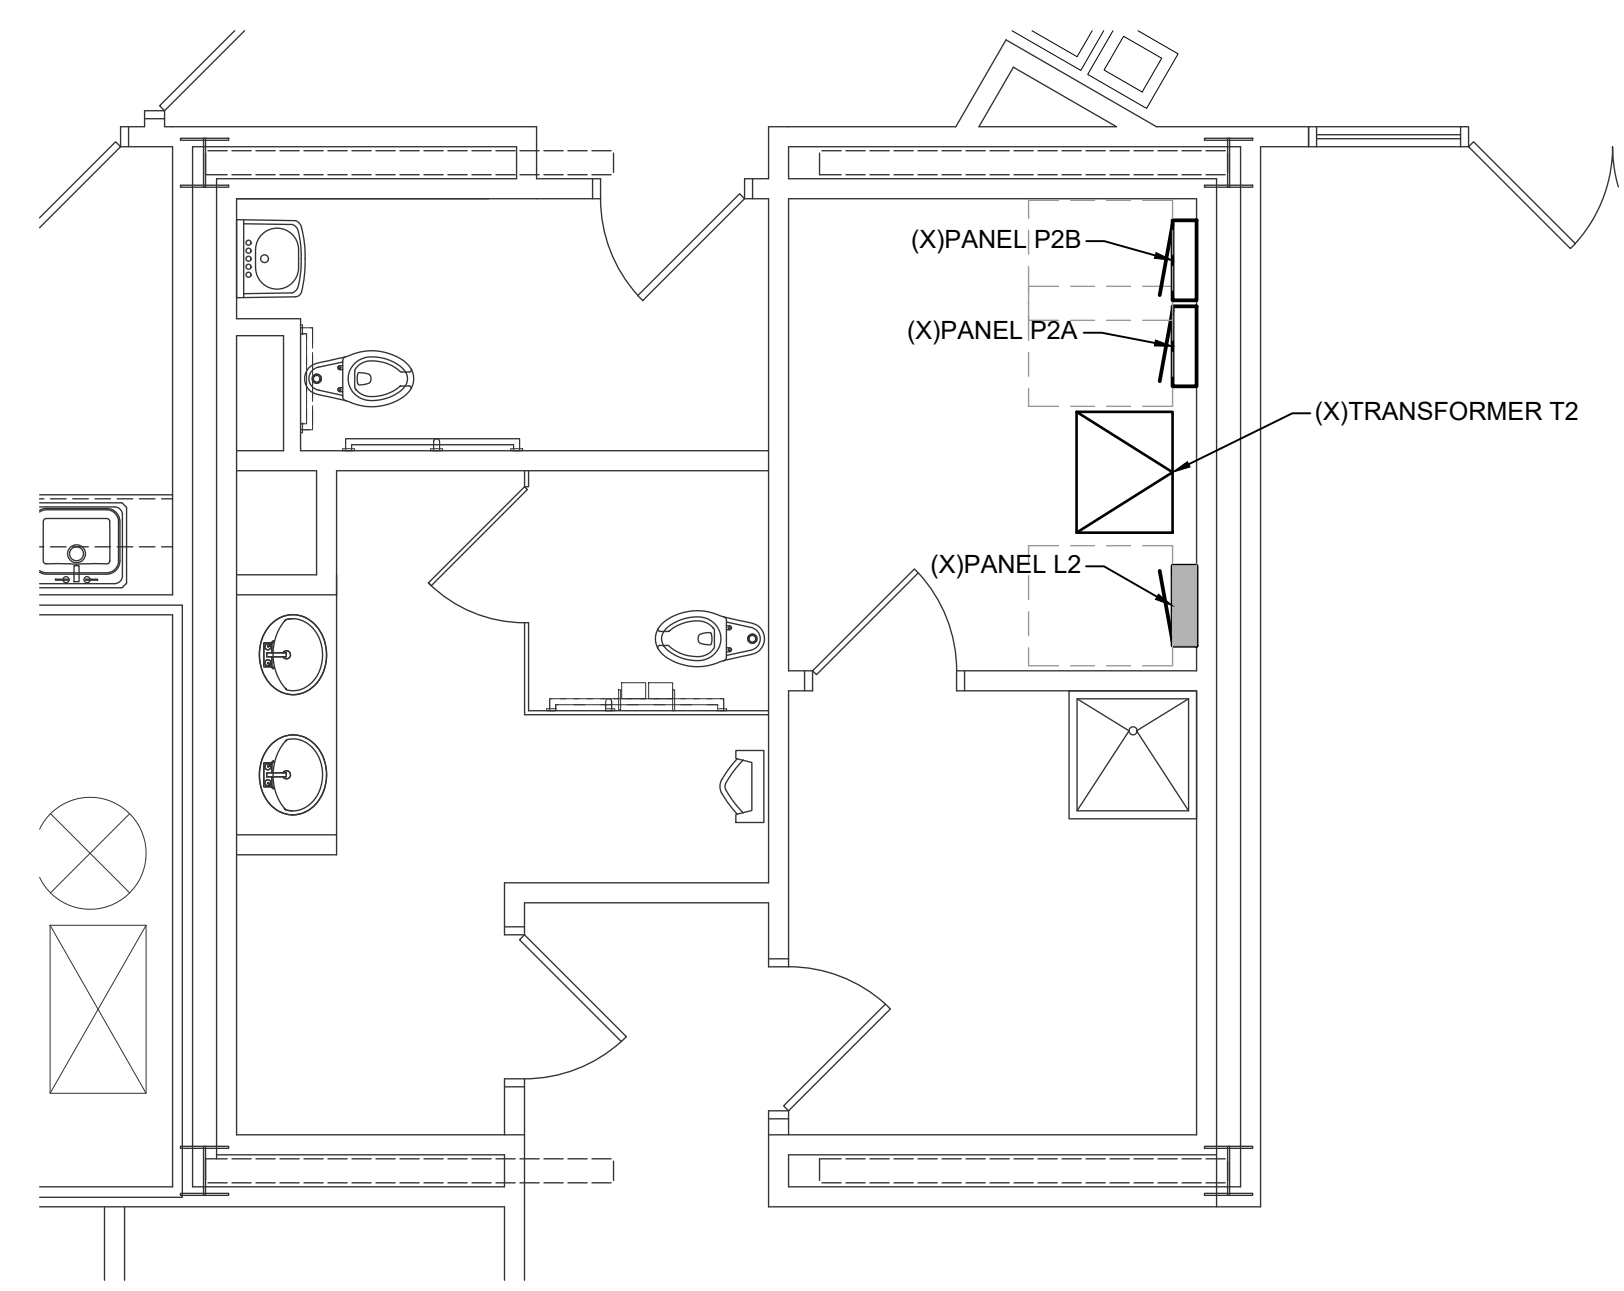 (X)PANEL P2B
(X)PANEL P2A
(X)TRANSFORMER T2
(X)PANEL L2